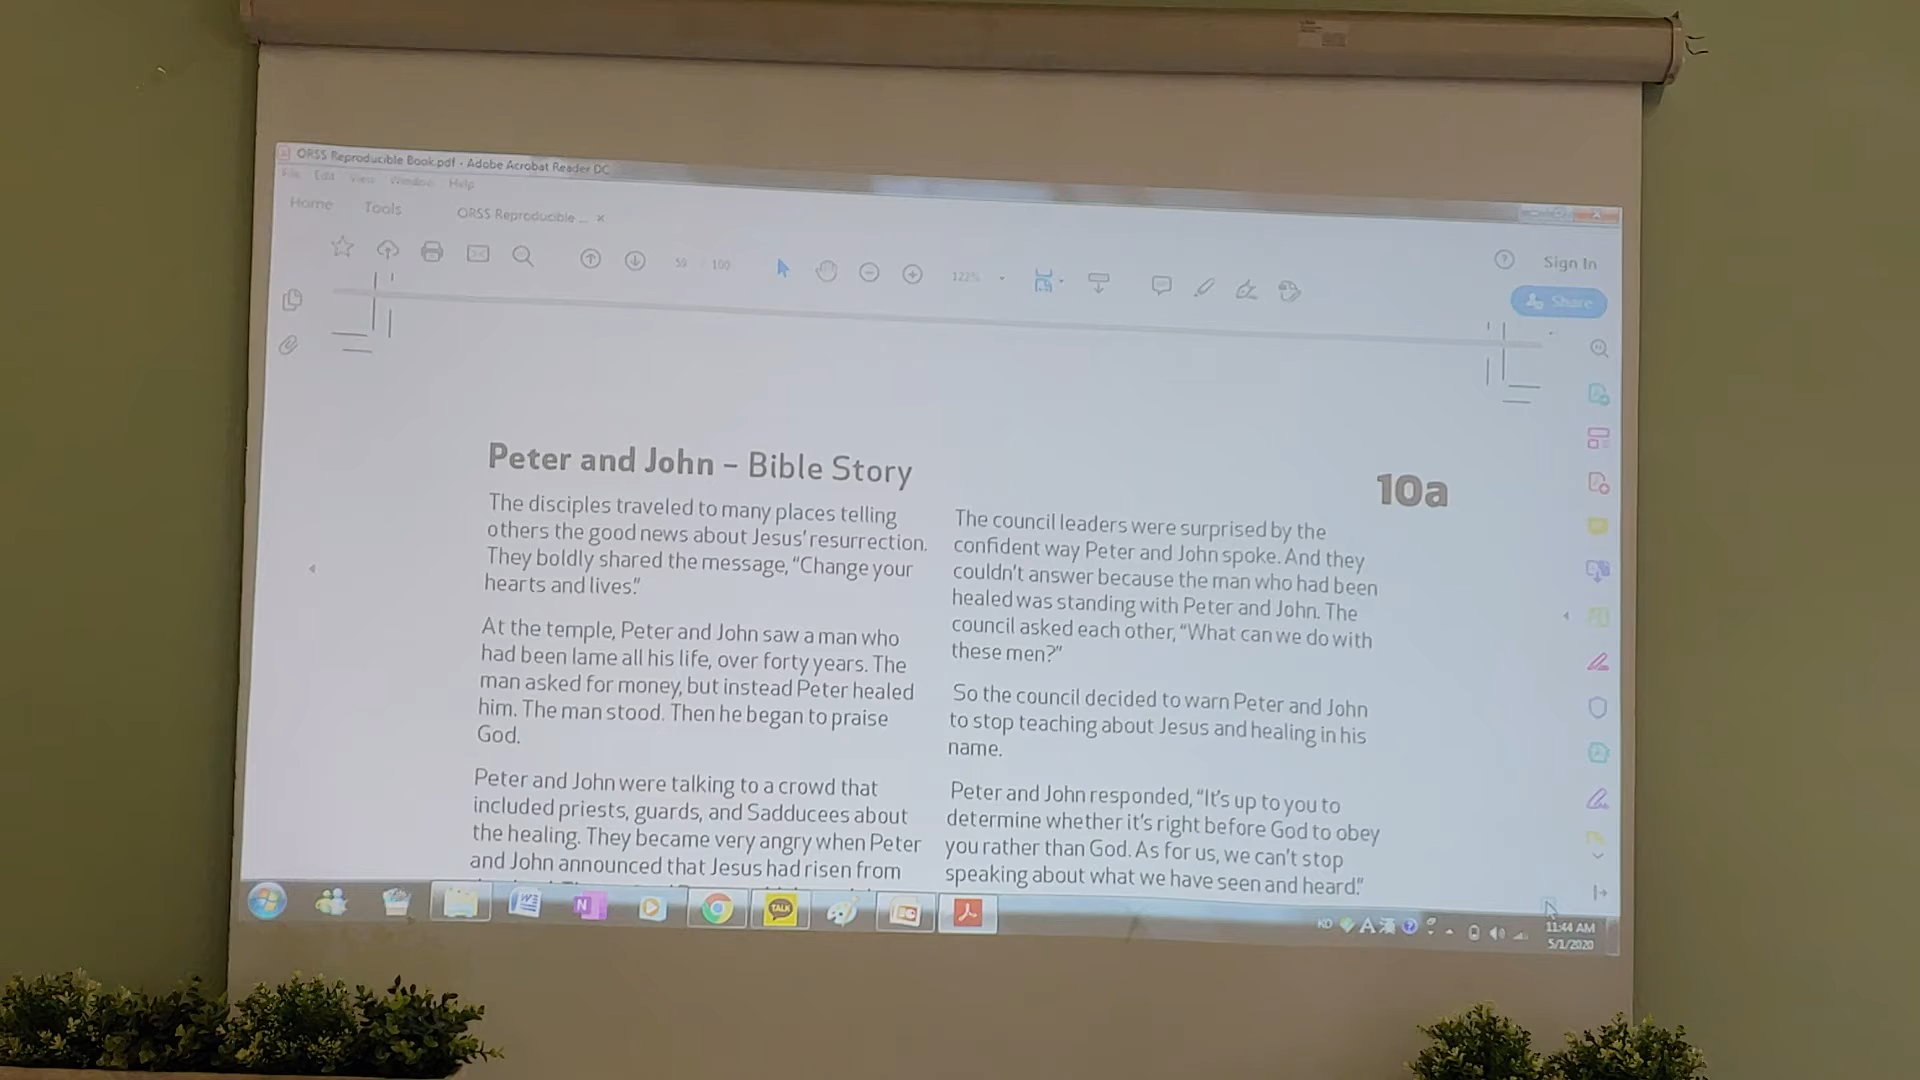 ORSS Reproducible Book.pdf - Adobe Acrobat Reader DC
File Edit View Window Help
Home Tools ORSS Reproducible ... ×
59 100 122%
Sign In
Share
Peter and John – Bible Story
10a
The disciples traveled to many places telling
others the good news about Jesus' resurrection.
They boldly shared the message, “Change your
hearts and lives.”
At the temple, Peter and John saw a man who
had been lame all his life, over forty years. The
man asked for money, but instead Peter healed
him. The man stood. Then he began to praise
God.
Peter and John were talking to a crowd that
included priests, guards, and Sadducees about
the healing. They became very angry when Peter
and John announced that Jesus had risen from
The council leaders were surprised by the
confident way Peter and John spoke. And they
couldn't answer because the man who had been
healed was standing with Peter and John. The
council asked each other, “What can we do with
these men?”
So the council decided to warn Peter and John
to stop teaching about Jesus and healing in his
name.
Peter and John responded, “It's up to you to
determine whether it's right before God to obey
you rather than God. As for us, we can't stop
speaking about what we have seen and heard.”
TALK
KO A 漢
11:44 AM
5/1/2020